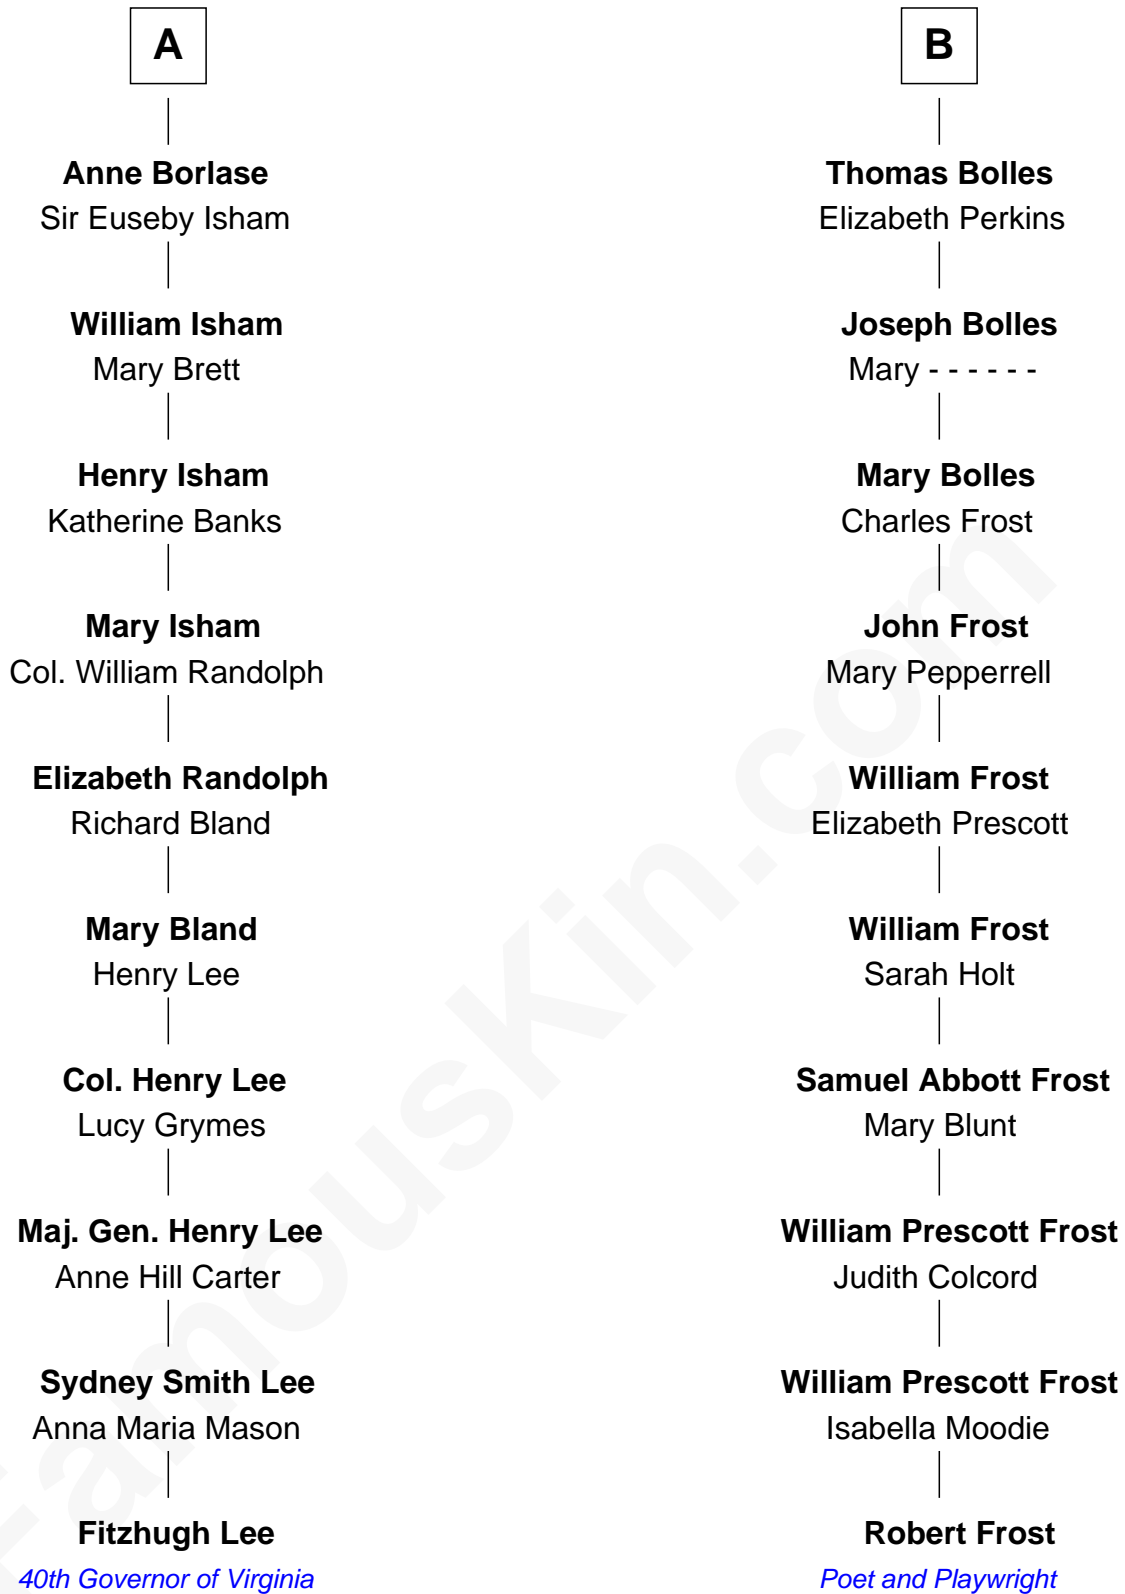 A
Anne Borlase
Sir Euseby Isham
William Isham
Mary Brett
Henry Isham
Katherine Banks
Mary Isham
Col. William Randolph
Elizabeth Randolph
Richard Bland
Mary Bland
Henry Lee
Col. Henry Lee
Lucy Grymes
Maj. Gen. Henry Lee
Anne Hill Carter
Sydney Smith Lee
Anna Maria Mason
Fitzhugh Lee
40th Governor of Virginia
B
Thomas Bolles
Elizabeth Perkins
Joseph Bolles
Mary - - - - - -
Mary Bolles
Charles Frost
John Frost
Mary Pepperrell
William Frost
Elizabeth Prescott
William Frost
Sarah Holt
Samuel Abbott Frost
Mary Blunt
William Prescott Frost
Judith Colcord
William Prescott Frost
Isabella Moodie
Robert Frost
Poet and Playwright
FamousKin.com